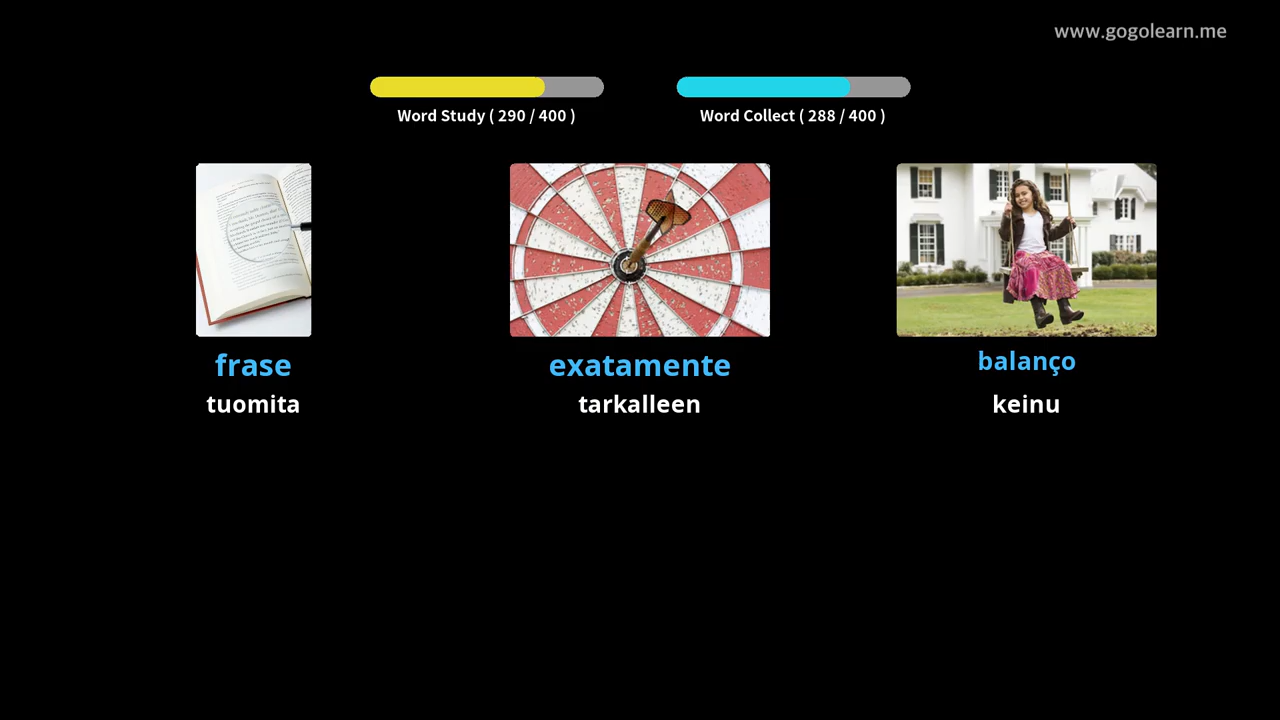 www.gogolearn.me
Word Study ( 290 / 400 )
Word Collect ( 288 / 400 )
frase
exatamente
balanço
tuomita
tarkalleen
keinu